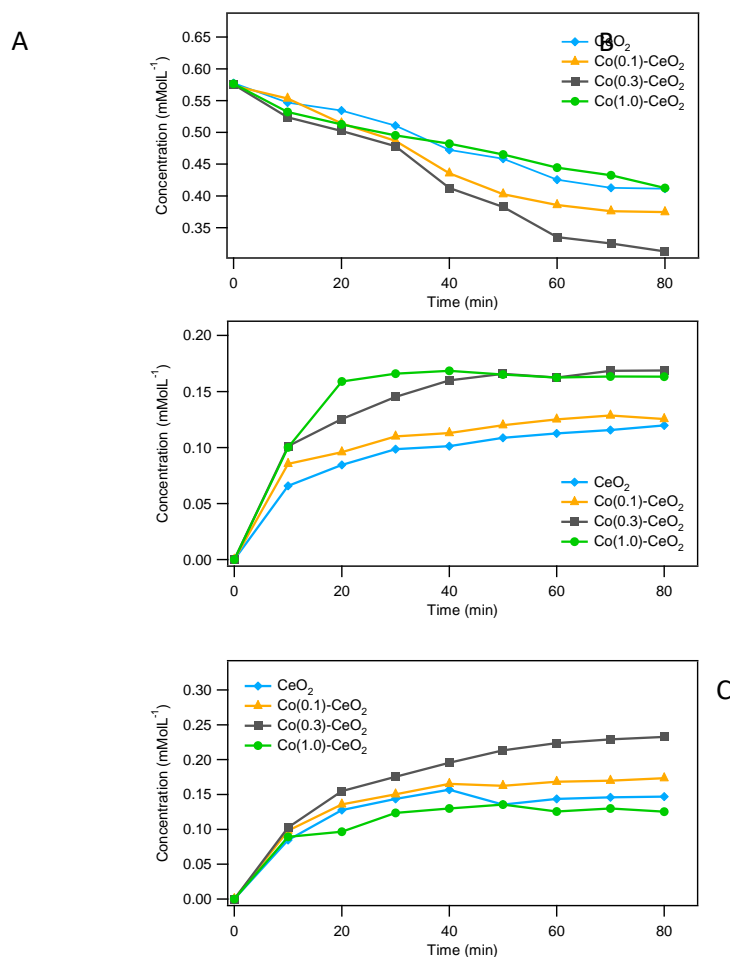 A
B
Concentration (mMolL⁻¹)
0.65
0.60
0.55
0.50
0.45
0.40
0.35
CeO₂
Co(0.1)-CeO₂
Co(0.3)-CeO₂
Co(1.0)-CeO₂
0 20 40 60 80
Time (min)
Concentration (mMolL⁻¹)
0.20
0.15
0.10
0.05
0.00
CeO₂
Co(0.1)-CeO₂
Co(0.3)-CeO₂
Co(1.0)-CeO₂
0 20 40 60 80
Time (min)
C
Concentration (mMolL⁻¹)
0.30
0.25
0.20
0.15
0.10
0.05
0.00
CeO₂
Co(0.1)-CeO₂
Co(0.3)-CeO₂
Co(1.0)-CeO₂
0 20 40 60 80
Time (min)